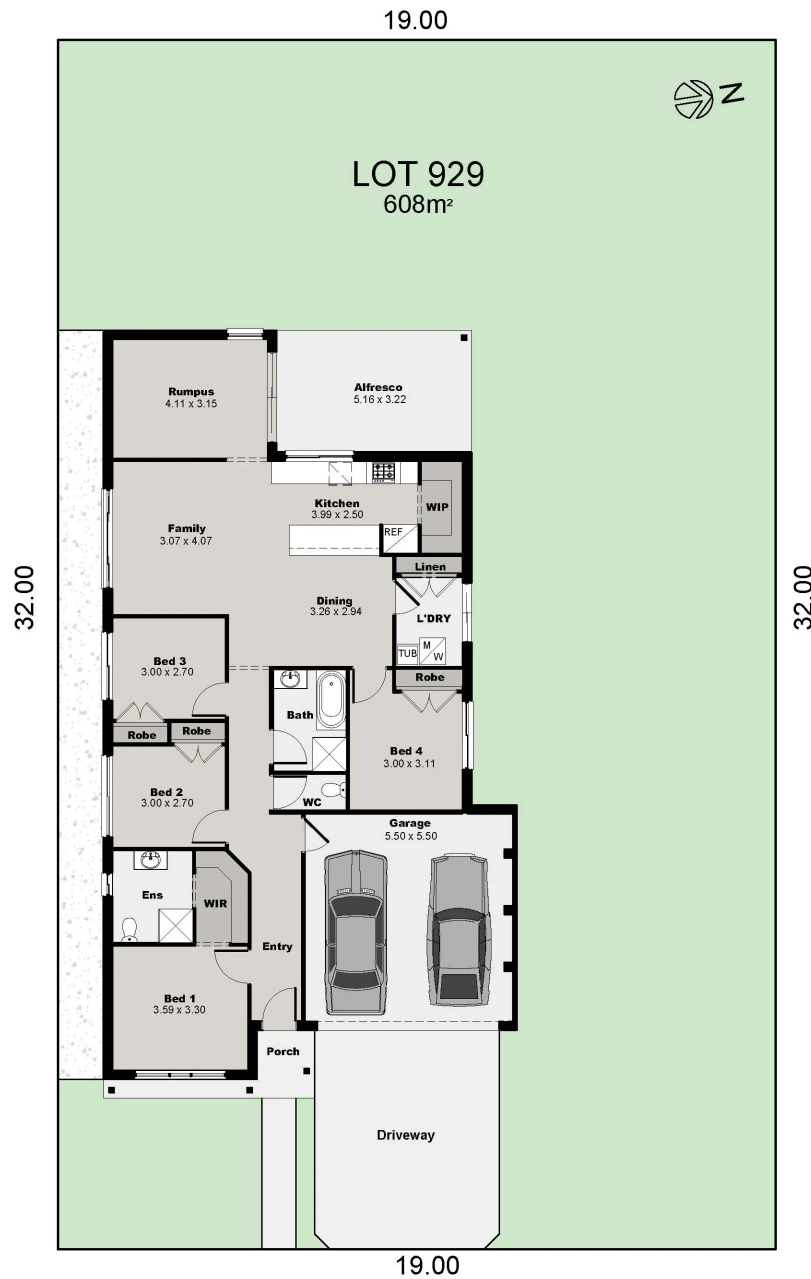 19.00
N
LOT 929
608m²
32.00
32.00
Rumpus
4.11 x 3.15
Alfresco
5.16 x 3.22
Kitchen
3.99 x 2.50
WIP
Family
3.07 x 4.07
REF
Linen
Dining
3.26 x 2.94
L'DRY
TUB
M
W
Bed 3
3.00 x 2.70
Robe
Bath
Robe
Robe
Bed 4
3.00 x 3.11
Bed 2
3.00 x 2.70
WC
Garage
5.50 x 5.50
Ens
WIR
Entry
Bed 1
3.59 x 3.30
Porch
Driveway
19.00